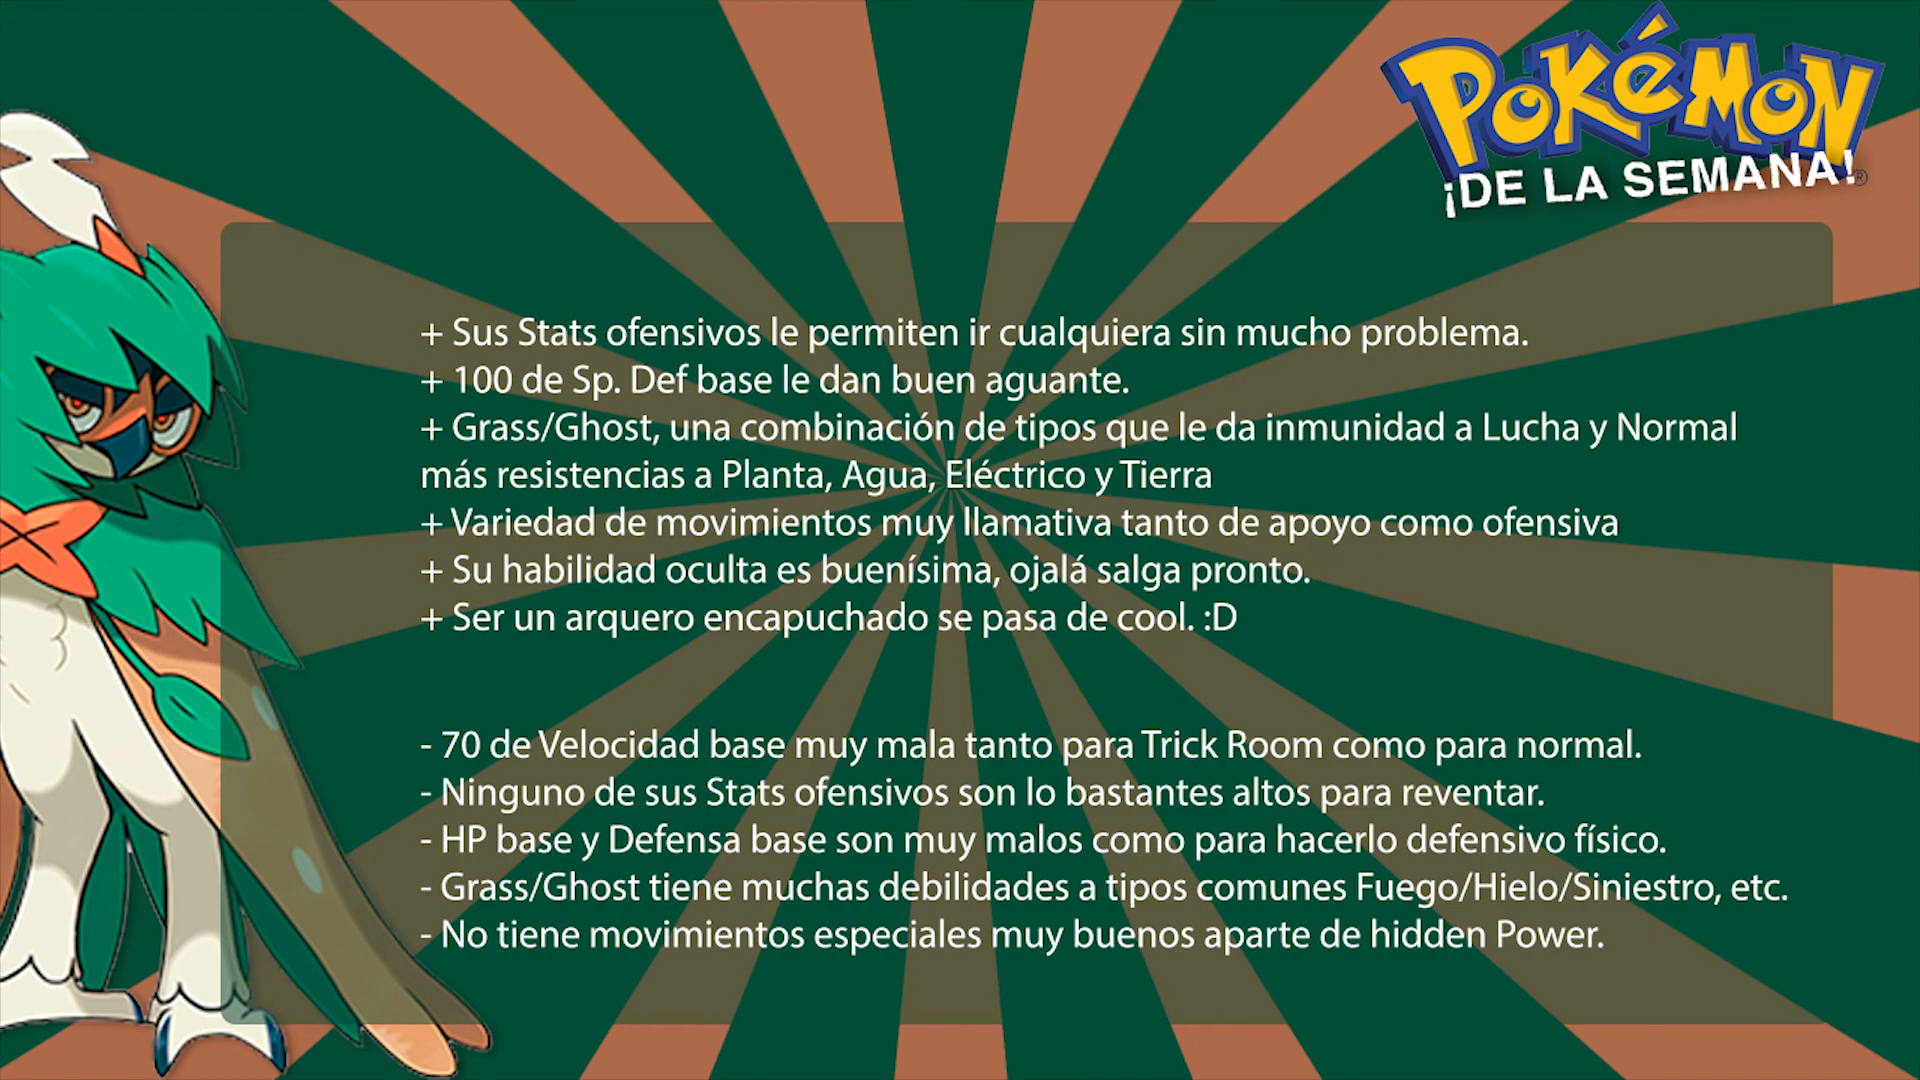 POKÉMON
¡DE LA SEMANA!®
+ Sus Stats ofensivos le permiten ir cualquiera sin mucho problema.
+ 100 de Sp. Def base le dan buen aguante.
+ Grass/Ghost, una combinación de tipos que le da inmunidad a Lucha y Normal
más resistencias a Planta, Agua, Eléctrico y Tierra
+ Variedad de movimientos muy llamativa tanto de apoyo como ofensiva
+ Su habilidad oculta es buenísima, ojalá salga pronto.
+ Ser un arquero encapuchado se pasa de cool. :D
- 70 de Velocidad base muy mala tanto para Trick Room como para normal.
- Ninguno de sus Stats ofensivos son lo bastantes altos para reventar.
- HP base y Defensa base son muy malos como para hacerlo defensivo físico.
- Grass/Ghost tiene muchas debilidades a tipos comunes Fuego/Hielo/Siniestro, etc.
- No tiene movimientos especiales muy buenos aparte de hidden Power.